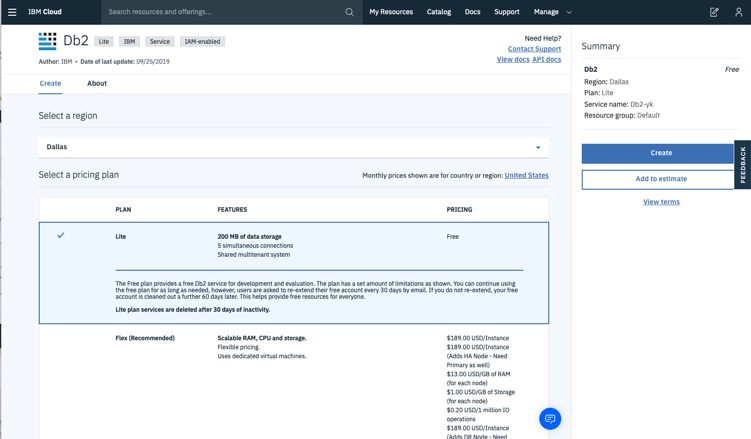 IBM Cloud
Search resources and offerings...
My Resources Catalog Docs Support Manage
Db2 Lite IBM Service IAM-enabled
Author: IBM • Date of last update: 09/25/2019
Need Help?
Contact Support
View docs API docs
Create About
Select a region
Dallas
Select a pricing plan
Monthly prices shown are for country or region: United States
PLAN FEATURES PRICING
Lite 200 MB of data storage Free
5 simultaneous connections
Shared multitenant system
The Free plan provides a free Db2 service for development and evaluation. The plan has a set amount of limitations as shown. You can continue using
the free plan for as long as needed, however, users are asked to re-extend their free account every 30 days by email. If you do not re-extend, your free
account is cleaned out a further 60 days later. This helps provide free resources for everyone.
Lite plan services are deleted after 30 days of inactivity.
Flex (Recommended) Scalable RAM, CPU and storage. $189.00 USD/Instance
Flexible pricing. $189.00 USD/Instance
Uses dedicated virtual machines. (Adds HA Node - Need
Primary as well)
$13.00 USD/GB of RAM
(for each node)
$1.00 USD/GB of Storage
(for each node)
$0.20 USD/1 million IO
operations
$189.00 USD/Instance
(Adds DR Node - Need
Summary
Db2 Free
Region: Dallas
Plan: Lite
Service name: Db2-yk
Resource group: Default
Create
Add to estimate
View terms
FEEDBACK